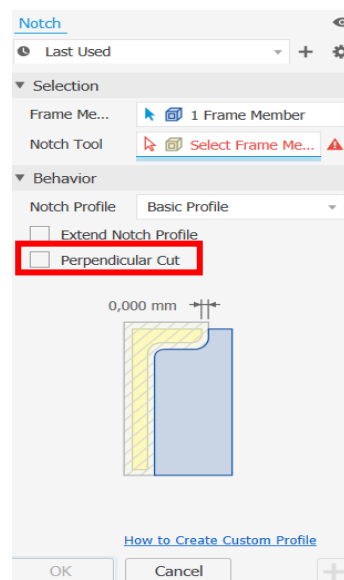 Notch
Last Used
Selection
Frame Me... 1 Frame Member
Notch Tool Select Frame Me...
Behavior
Notch Profile Basic Profile
Extend Notch Profile
Perpendicular Cut
0,000 mm
How to Create Custom Profile
OK Cancel